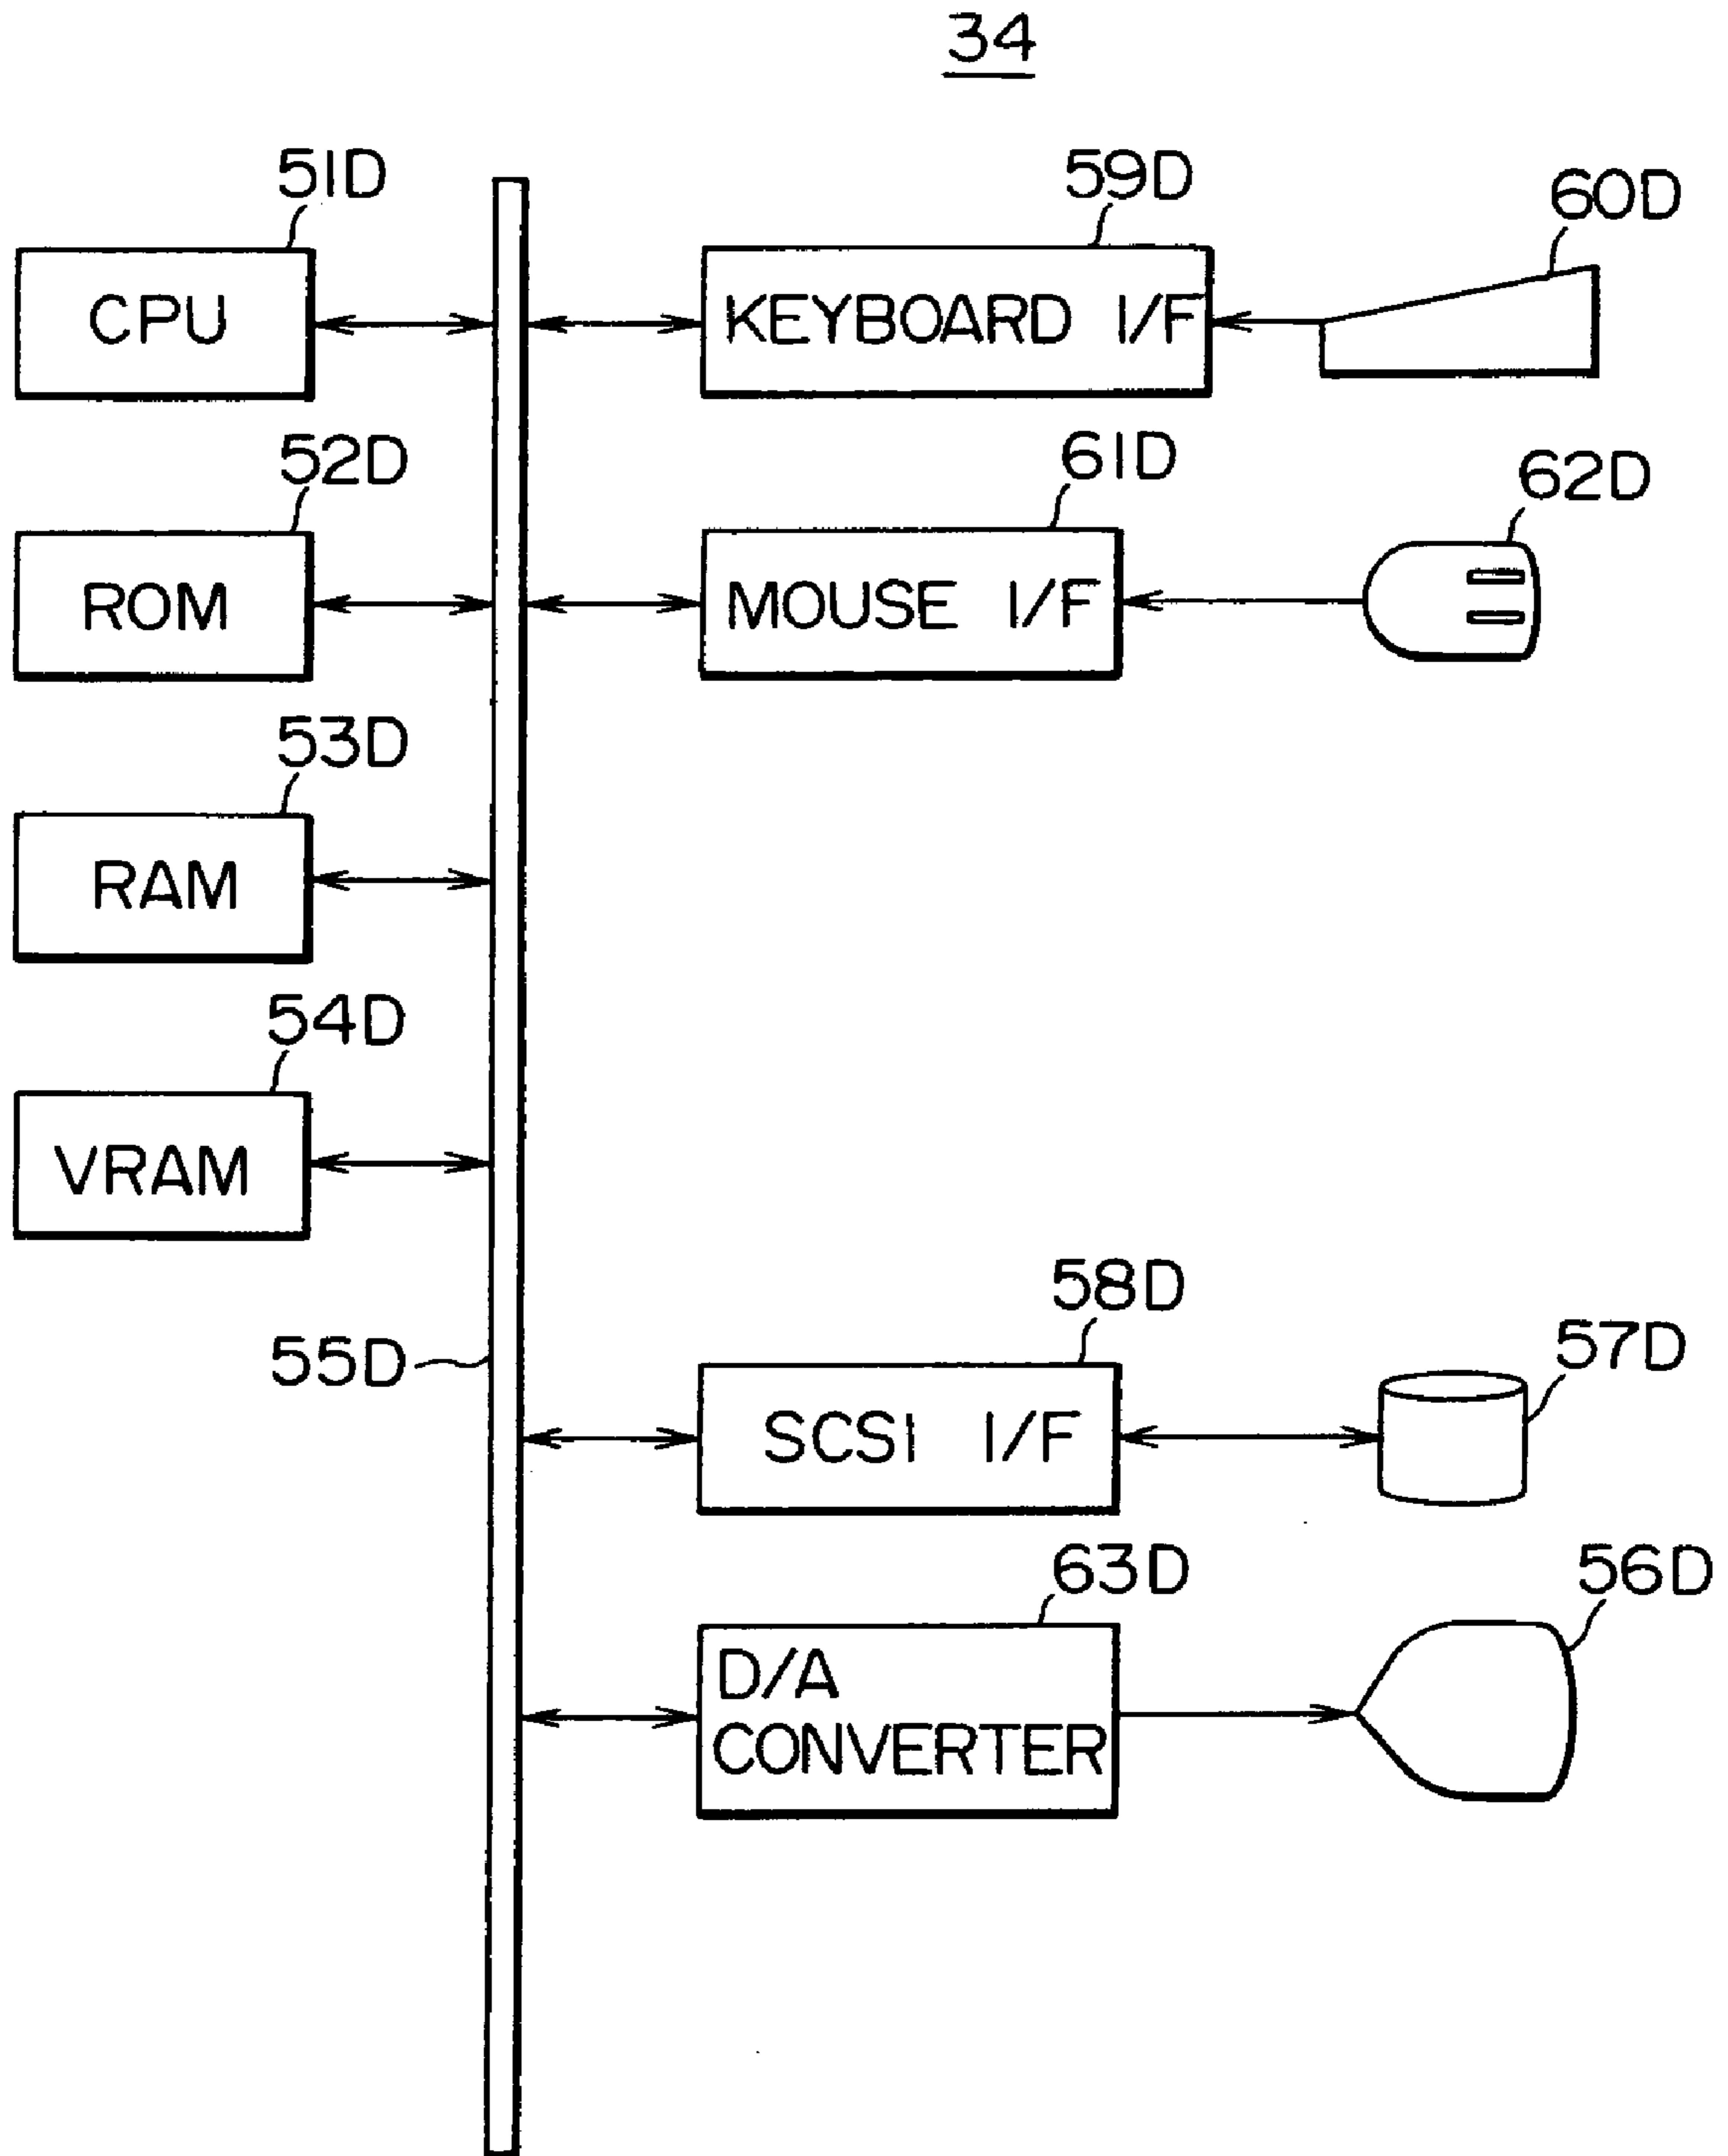 34
51D
59D
60D
CPU
KEYBOARD I/F
52D
61D
62D
ROM
MOUSE I/F
53D
RAM
54D
VRAM
58D
57D
55D
SCSI I/F
63D
56D
D/A
CONVERTER